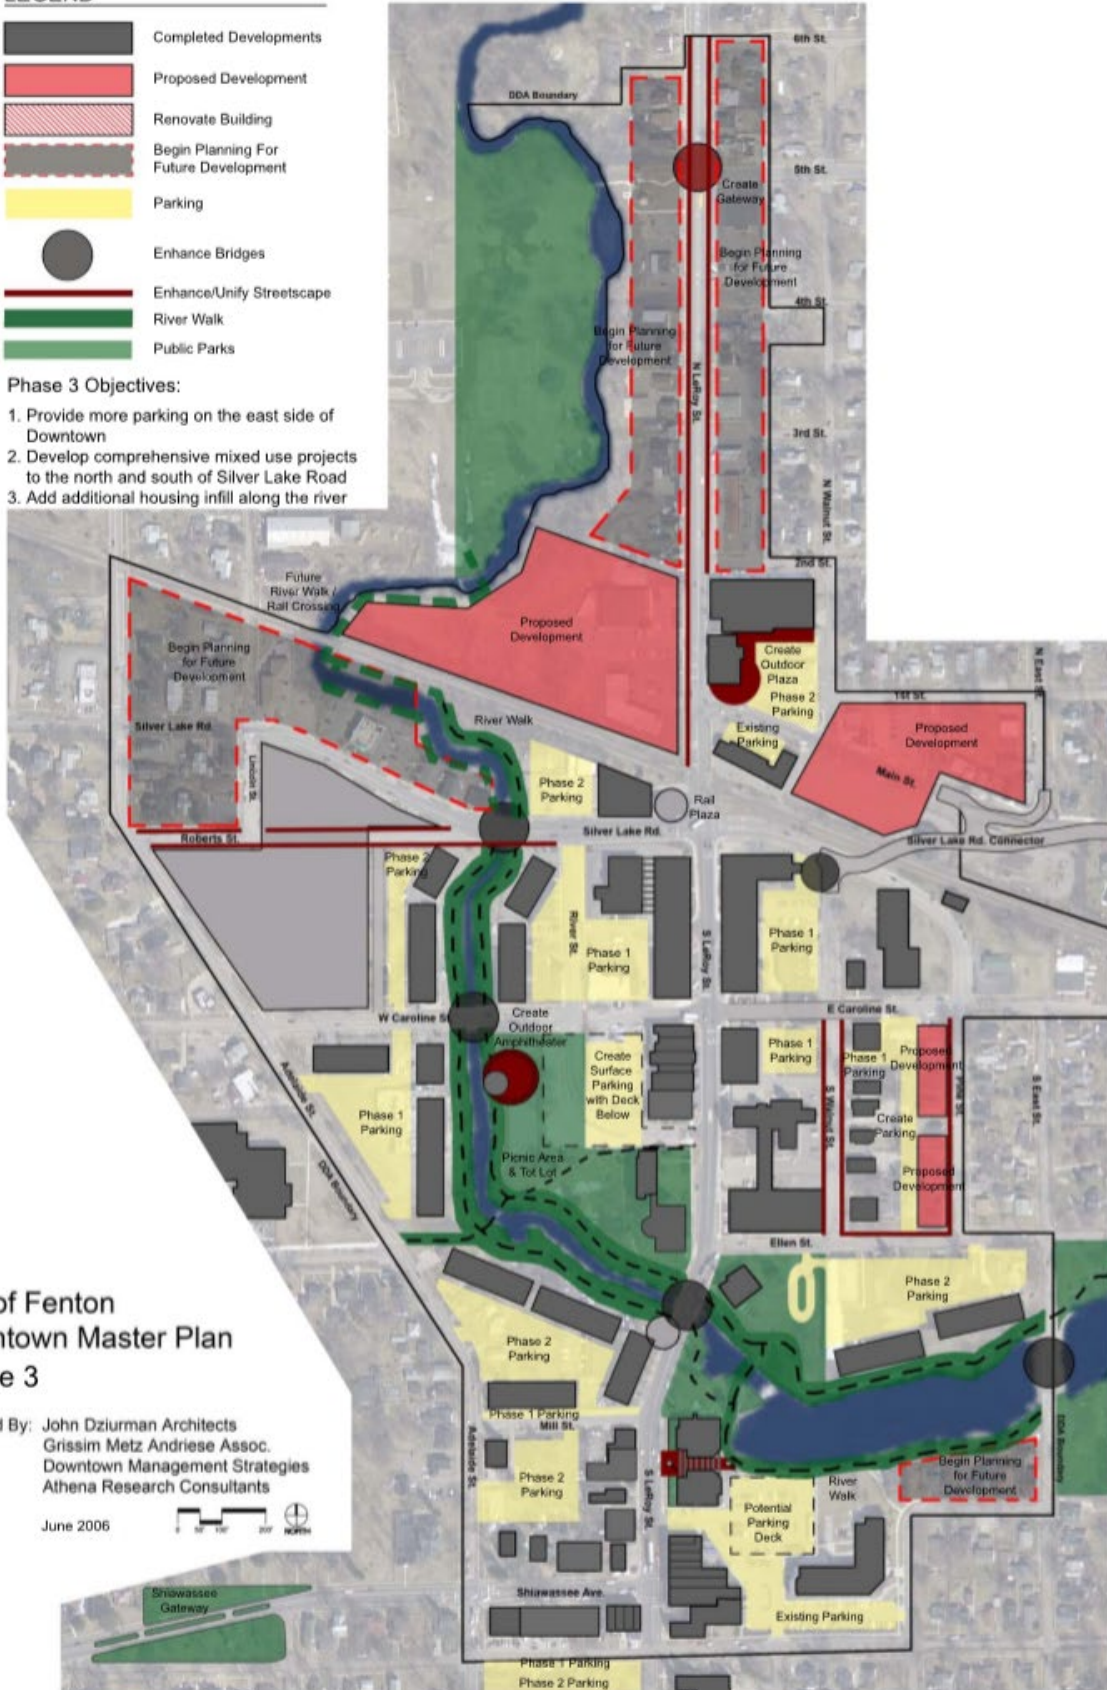 Completed Developments
Proposed Development
Renovate Building
Begin Planning For
Future Development
Parking
Enhance Bridges
Enhance/Unify Streetscape
River Walk
Public Parks
Phase 3 Objectives:
1. Provide more parking on the east side of
Downtown
2. Develop comprehensive mixed use projects
to the north and south of Silver Lake Road
3. Add additional housing infill along the river
6th St.
DDA Boundary
5th St.
Create
Gateway
Begin Planning
for Future
Development
4th St.
Begin Planning
for Future
Development
N LeRoy St.
3rd St.
N Walnut St.
2nd St.
Future
River Walk /
Rail Crossing
Proposed
Development
Begin Planning
for Future
Development
Create
Outdoor
Plaza
N East St.
1st St.
Phase 2
Parking
River Walk
Silver Lake Rd.
Existing
Parking
Proposed
Development
Main St.
Phase 2
Parking
Rail
Plaza
Roberts St.
Silver Lake Rd.
Silver Lake Rd. Connector
Phase 2
Parking
River St.
Phase 1
Parking
S LeRoy St.
Phase 1
Parking
W Caroline St
E Caroline St.
Create
Outdoor
Amphitheater
Create
Surface
Parking
with Deck
Below
Phase 1
Parking
Phase 1
Parking
Proposed
Development
Adelaide St.
Phase 1
Parking
S Walnut St.
Create
Parking
Pine St.
S East St.
Picnic Area
& Tot Lot
Proposed
Development
DDA Boundary
Ellen St.
Phase 2
Parking
of Fenton
ntown Master Plan
e 3
Phase 2
Parking
Phase 1 Parking
Mill St.
d By: John Dziurman Architects
Grissim Metz Andriese Assoc.
Downtown Management Strategies
Athena Research Consultants
June 2006
0 50' 100' 200'
NORTH
Adelaide St.
Phase 2
Parking
S LeRoy St.
River
Walk
Begin Planning
for Future
Development
DDA Boundary
Potential
Parking
Deck
Shiawassee
Gateway
Shiawassee Ave.
Existing Parking
Phase 1 Parking
Phase 2 Parking